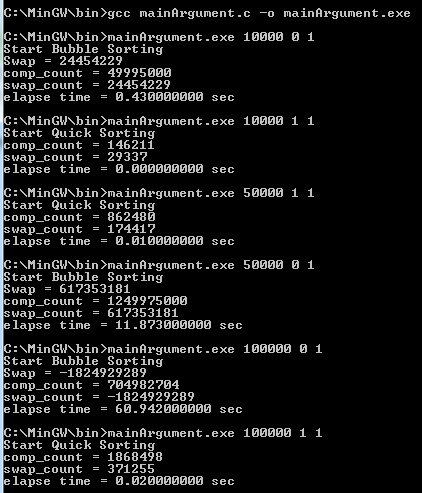 C:\MinGW\bin>gcc mainArgument.c -o mainArgument.exe
C:\MinGW\bin>mainArgument.exe 10000 0 1
Start Bubble Sorting
Swap = 24454229
comp_count = 49995000
swap_count = 24454229
elapse time = 0.430000000 sec
C:\MinGW\bin>mainArgument.exe 10000 1 1
Start Quick Sorting
comp_count = 146211
swap_count = 29337
elapse time = 0.000000000 sec
C:\MinGW\bin>mainArgument.exe 50000 1 1
Start Quick Sorting
comp_count = 862480
swap_count = 174417
elapse time = 0.010000000 sec
C:\MinGW\bin>mainArgument.exe 50000 0 1
Start Bubble Sorting
Swap = 617353181
comp_count = 1249975000
swap_count = 617353181
elapse time = 11.873000000 sec
C:\MinGW\bin>mainArgument.exe 100000 0 1
Start Bubble Sorting
Swap = -1824929289
comp_count = 704982704
swap_count = -1824929289
elapse time = 60.942000000 sec
C:\MinGW\bin>mainArgument.exe 100000 1 1
Start Quick Sorting
comp_count = 1868498
swap_count = 371255
elapse time = 0.020000000 sec